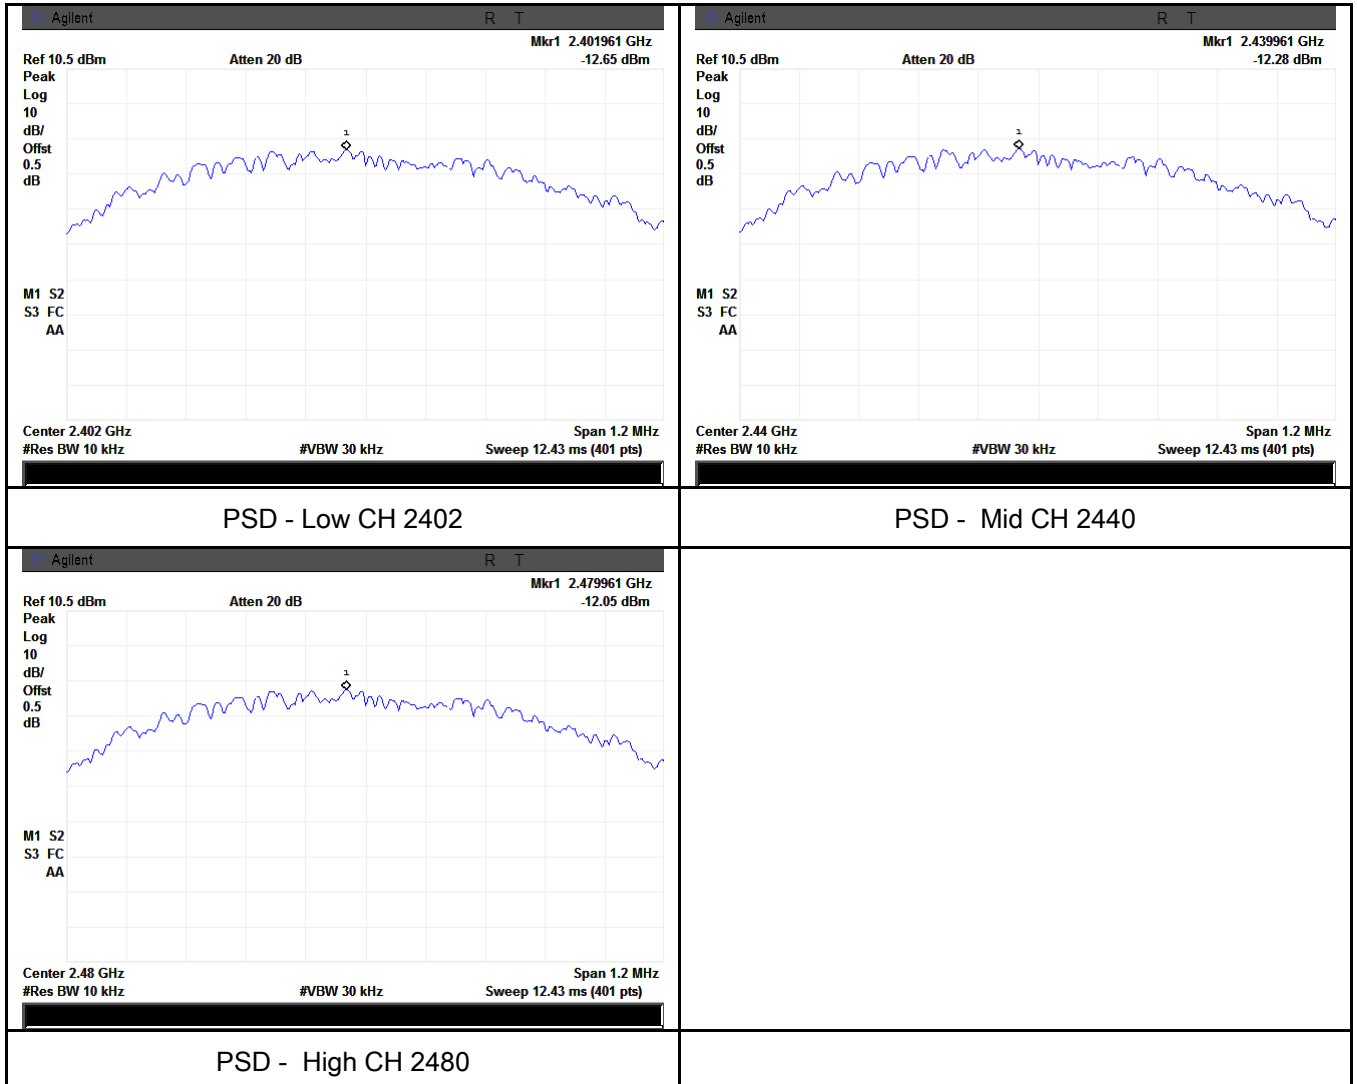 Agilent R T
Mkr1 2.401961 GHz
Ref 10.5 dBm Atten 20 dB -12.65 dBm
Peak
Log
10
dB/
Offst
0.5
dB
1
M1 S2
S3 FC
AA
Center 2.402 GHz Span 1.2 MHz
#Res BW 10 kHz #VBW 30 kHz Sweep 12.43 ms (401 pts)
PSD - Low CH 2402
Agilent R T
Mkr1 2.439961 GHz
Ref 10.5 dBm Atten 20 dB -12.28 dBm
Peak
Log
10
dB/
Offst
0.5
dB
1
M1 S2
S3 FC
AA
Center 2.44 GHz Span 1.2 MHz
#Res BW 10 kHz #VBW 30 kHz Sweep 12.43 ms (401 pts)
PSD - Mid CH 2440
Agilent R T
Mkr1 2.479961 GHz
Ref 10.5 dBm Atten 20 dB -12.05 dBm
Peak
Log
10
dB/
Offst
0.5
dB
1
M1 S2
S3 FC
AA
Center 2.48 GHz Span 1.2 MHz
#Res BW 10 kHz #VBW 30 kHz Sweep 12.43 ms (401 pts)
PSD - High CH 2480